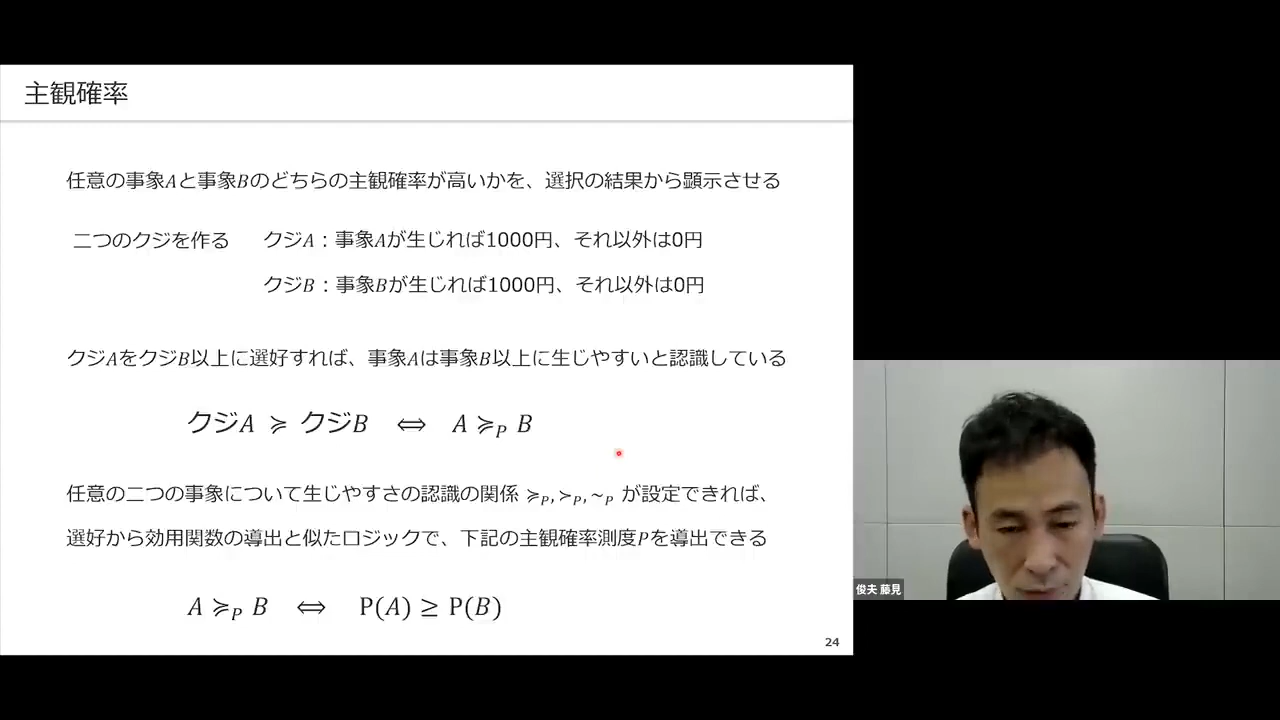 主観確率
任意の事象Aと事象Bのどちらの主観確率が高いかを、選択の結果から顕示させる
二つのクジを作る　クジA：事象Aが生じれば1000円、それ以外は0円
クジB：事象Bが生じれば1000円、それ以外は0円
クジAをクジB以上に選好すれば、事象Aは事象B以上に生じやすいと認識している
クジA ≽ クジB ⟺ A ≽P B
任意の二つの事象について生じやすさの認識の関係 ≽P, ≻P, ~P が設定できれば、
選好から効用関数の導出と似たロジックで、下記の主観確率測度Pを導出できる
A ≽P B ⟺ P(A) ≥ P(B)
24
俊夫 藤見